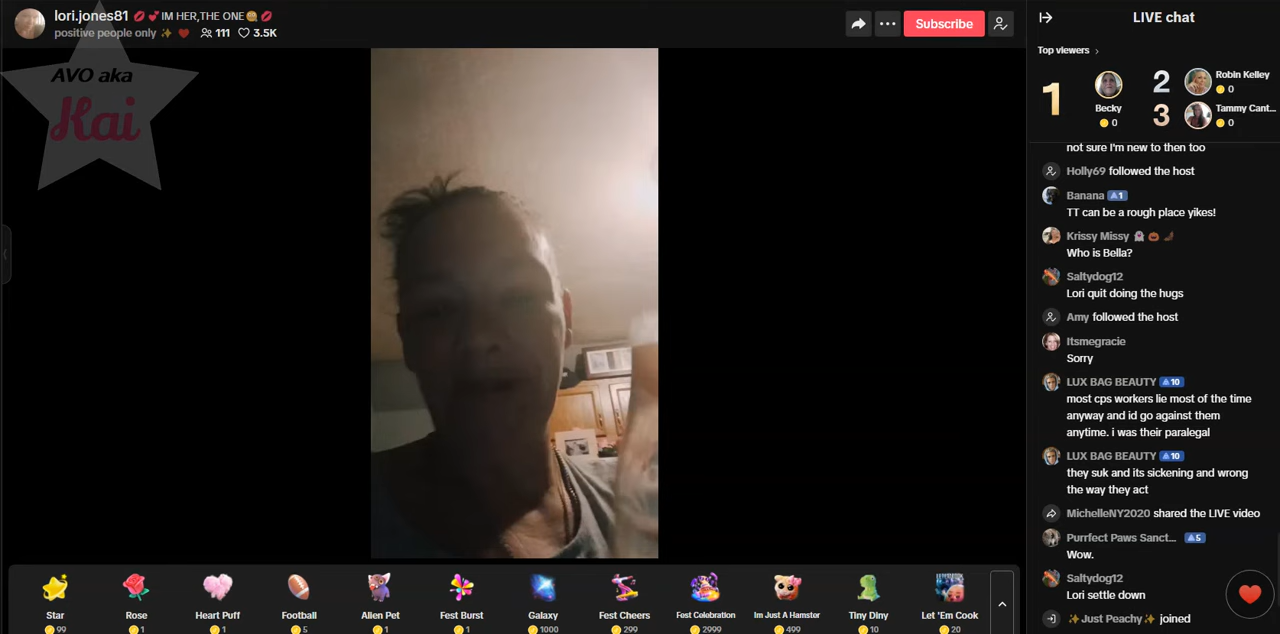 lori.jones81 💋 💕 IM HER,THE ONE🍔 💋
positive people only ✨ ❤️ 111 3.5K
Subscribe
AVO aka
Kai
LIVE chat
Top viewers >
1
Becky
0
2
Robin Kelley
0
3
Tammy Cant...
0
not sure I'm new to then too
Holly69 followed the host
Banana 1
TT can be a rough place yikes!
Krissy Missy 👻 🎃
Who is Bella?
Saltydog12
Lori quit doing the hugs
Amy followed the host
Itsmegracie
Sorry
LUX BAG BEAUTY 10
most cps workers lie most of the time
anyway and id go against them
anytime. i was their paralegal
LUX BAG BEAUTY 10
they suk and its sickening and wrong
the way they act
MichelleNY2020 shared the LIVE video
Purrfect Paws Sanct... 5
Wow.
Saltydog12
Lori settle down
✨Just Peachy✨ joined
Star
99
Rose
1
Heart Puff
1
Football
5
Alien Pet
1
Fest Burst
1
Galaxy
1000
Fest Cheers
299
Fest Celebration
2999
Im Just A Hamster
499
Tiny Diny
10
Let 'Em Cook
20